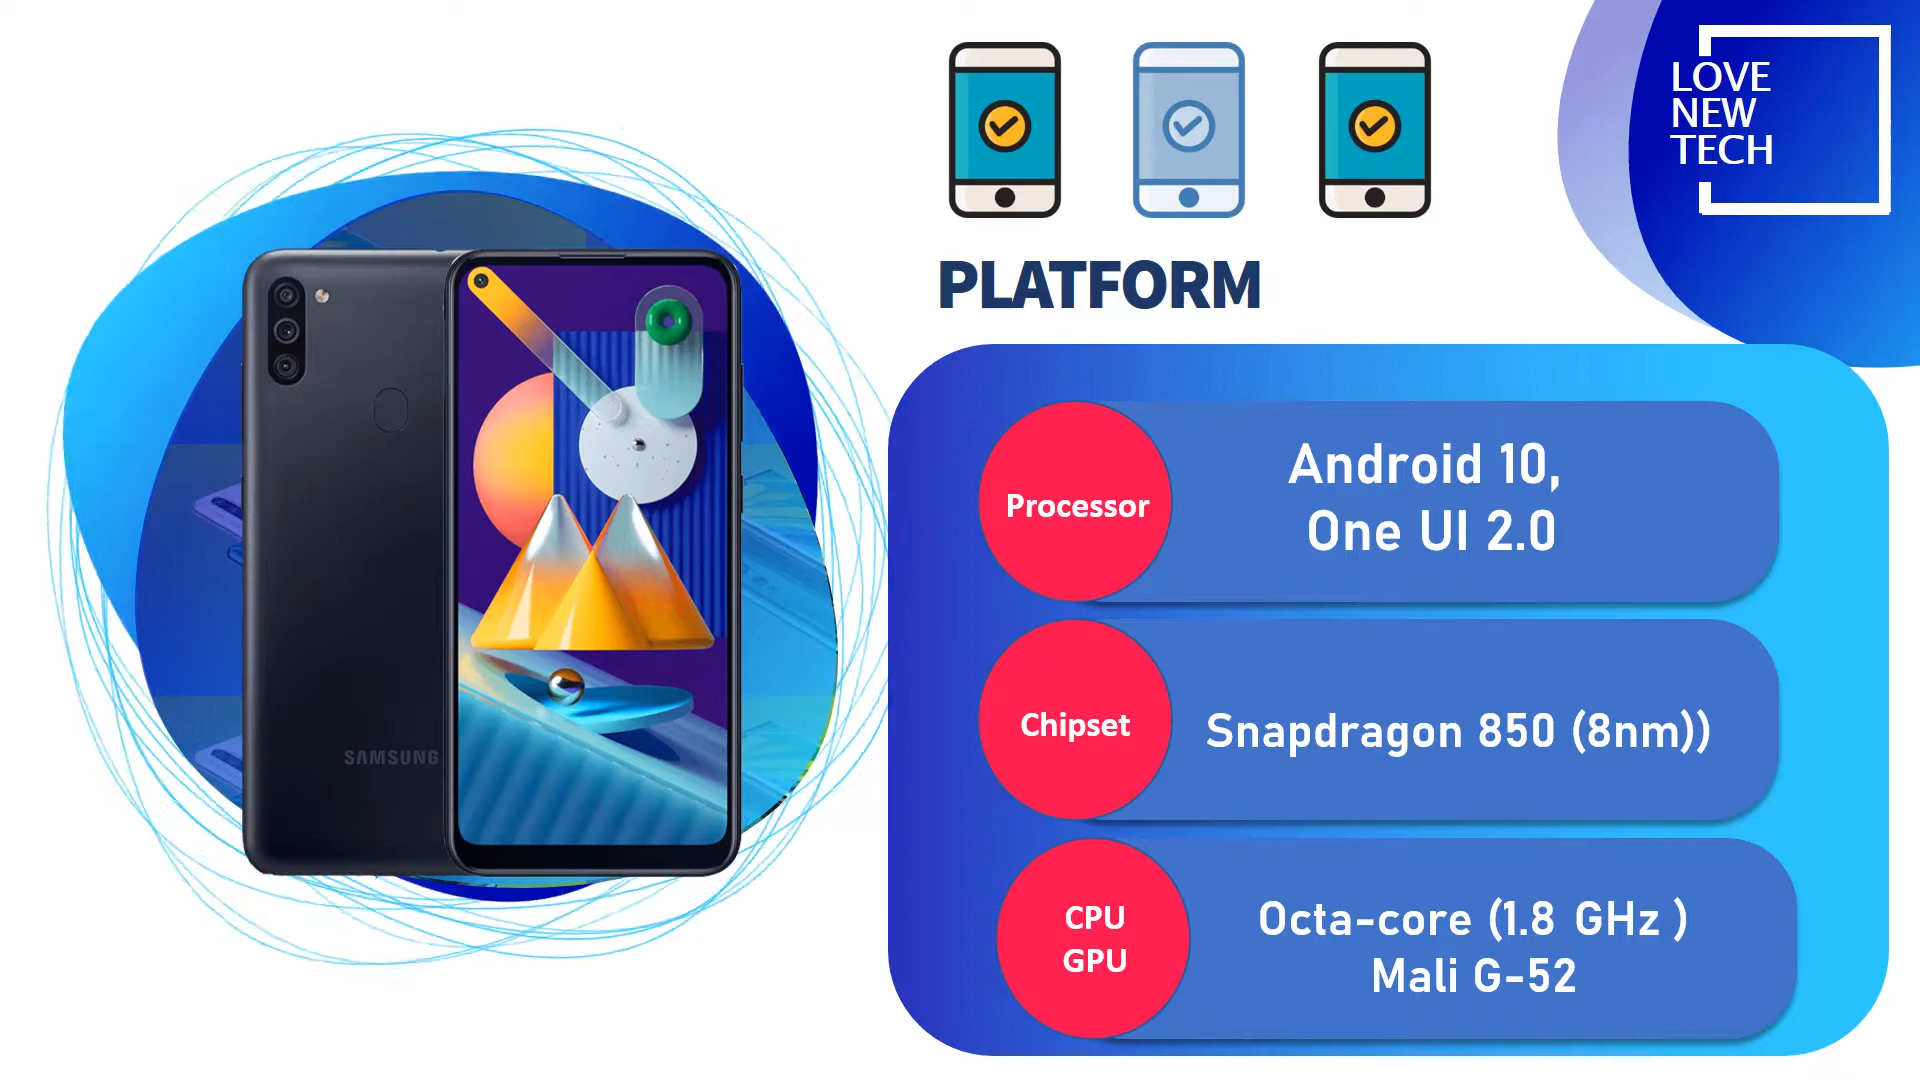 LOVE
NEW
TECH
PLATFORM
Processor
Android 10,
One UI 2.0
Chipset
Snapdragon 850 (8nm))
CPU
GPU
Octa-core (1.8 GHz )
Mali G-52
SAMSUNG